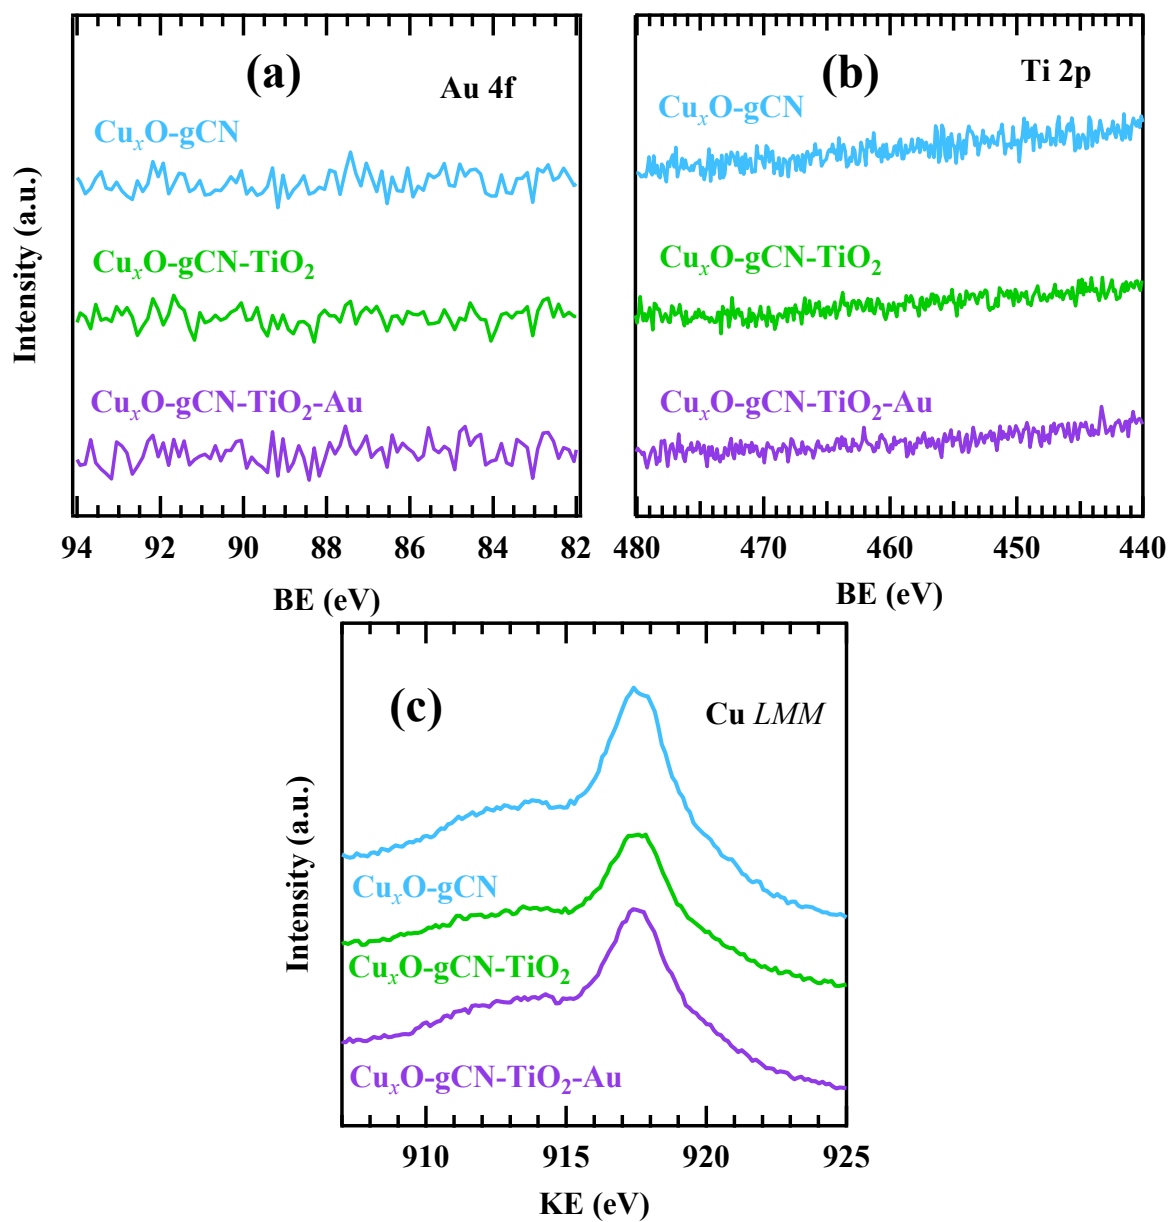 (a)
Au 4f
CuxO-gCN
CuxO-gCN-TiO2
CuxO-gCN-TiO2-Au
Intensity (a.u.)
94 92 90 88 86 84 82
BE (eV)
(b)
Ti 2p
CuxO-gCN
CuxO-gCN-TiO2
CuxO-gCN-TiO2-Au
480 470 460 450 440
BE (eV)
(c)
Cu LMM
Intensity (a.u.)
CuxO-gCN
CuxO-gCN-TiO2
CuxO-gCN-TiO2-Au
910 915 920 925
KE (eV)